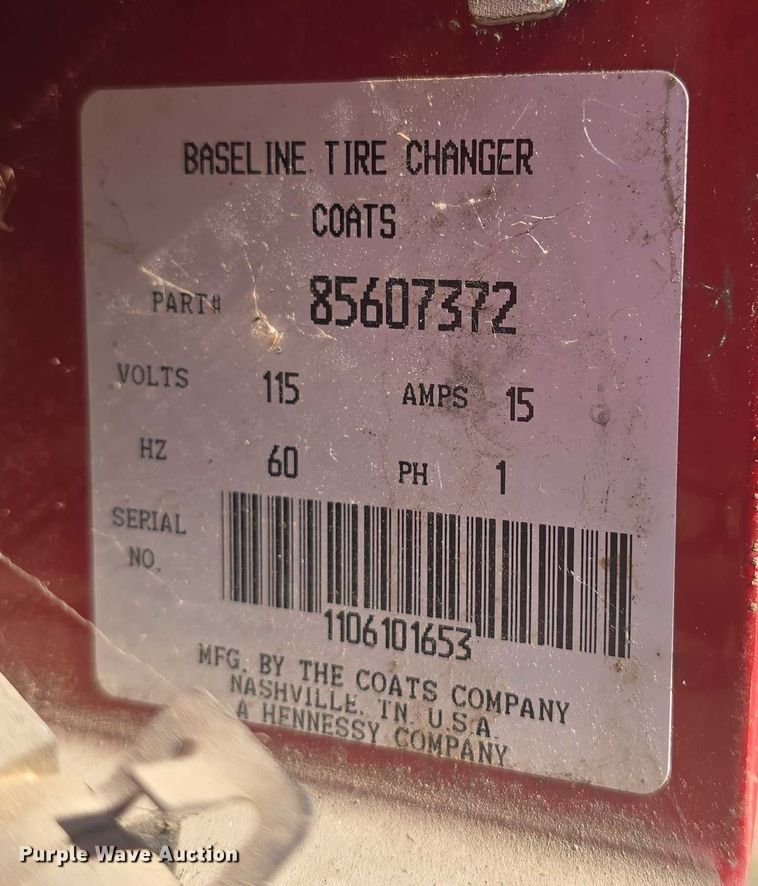 BASELINE TIRE CHANGER
COATS
PART# 85607372
VOLTS 115 AMPS 15
HZ 60 PH 1
SERIAL
NO.
1106101653
MFG. BY THE COATS COMPANY
NASHVILLE, TN, U.S.A.
A HENNESSY COMPANY
Purple Wave Auction